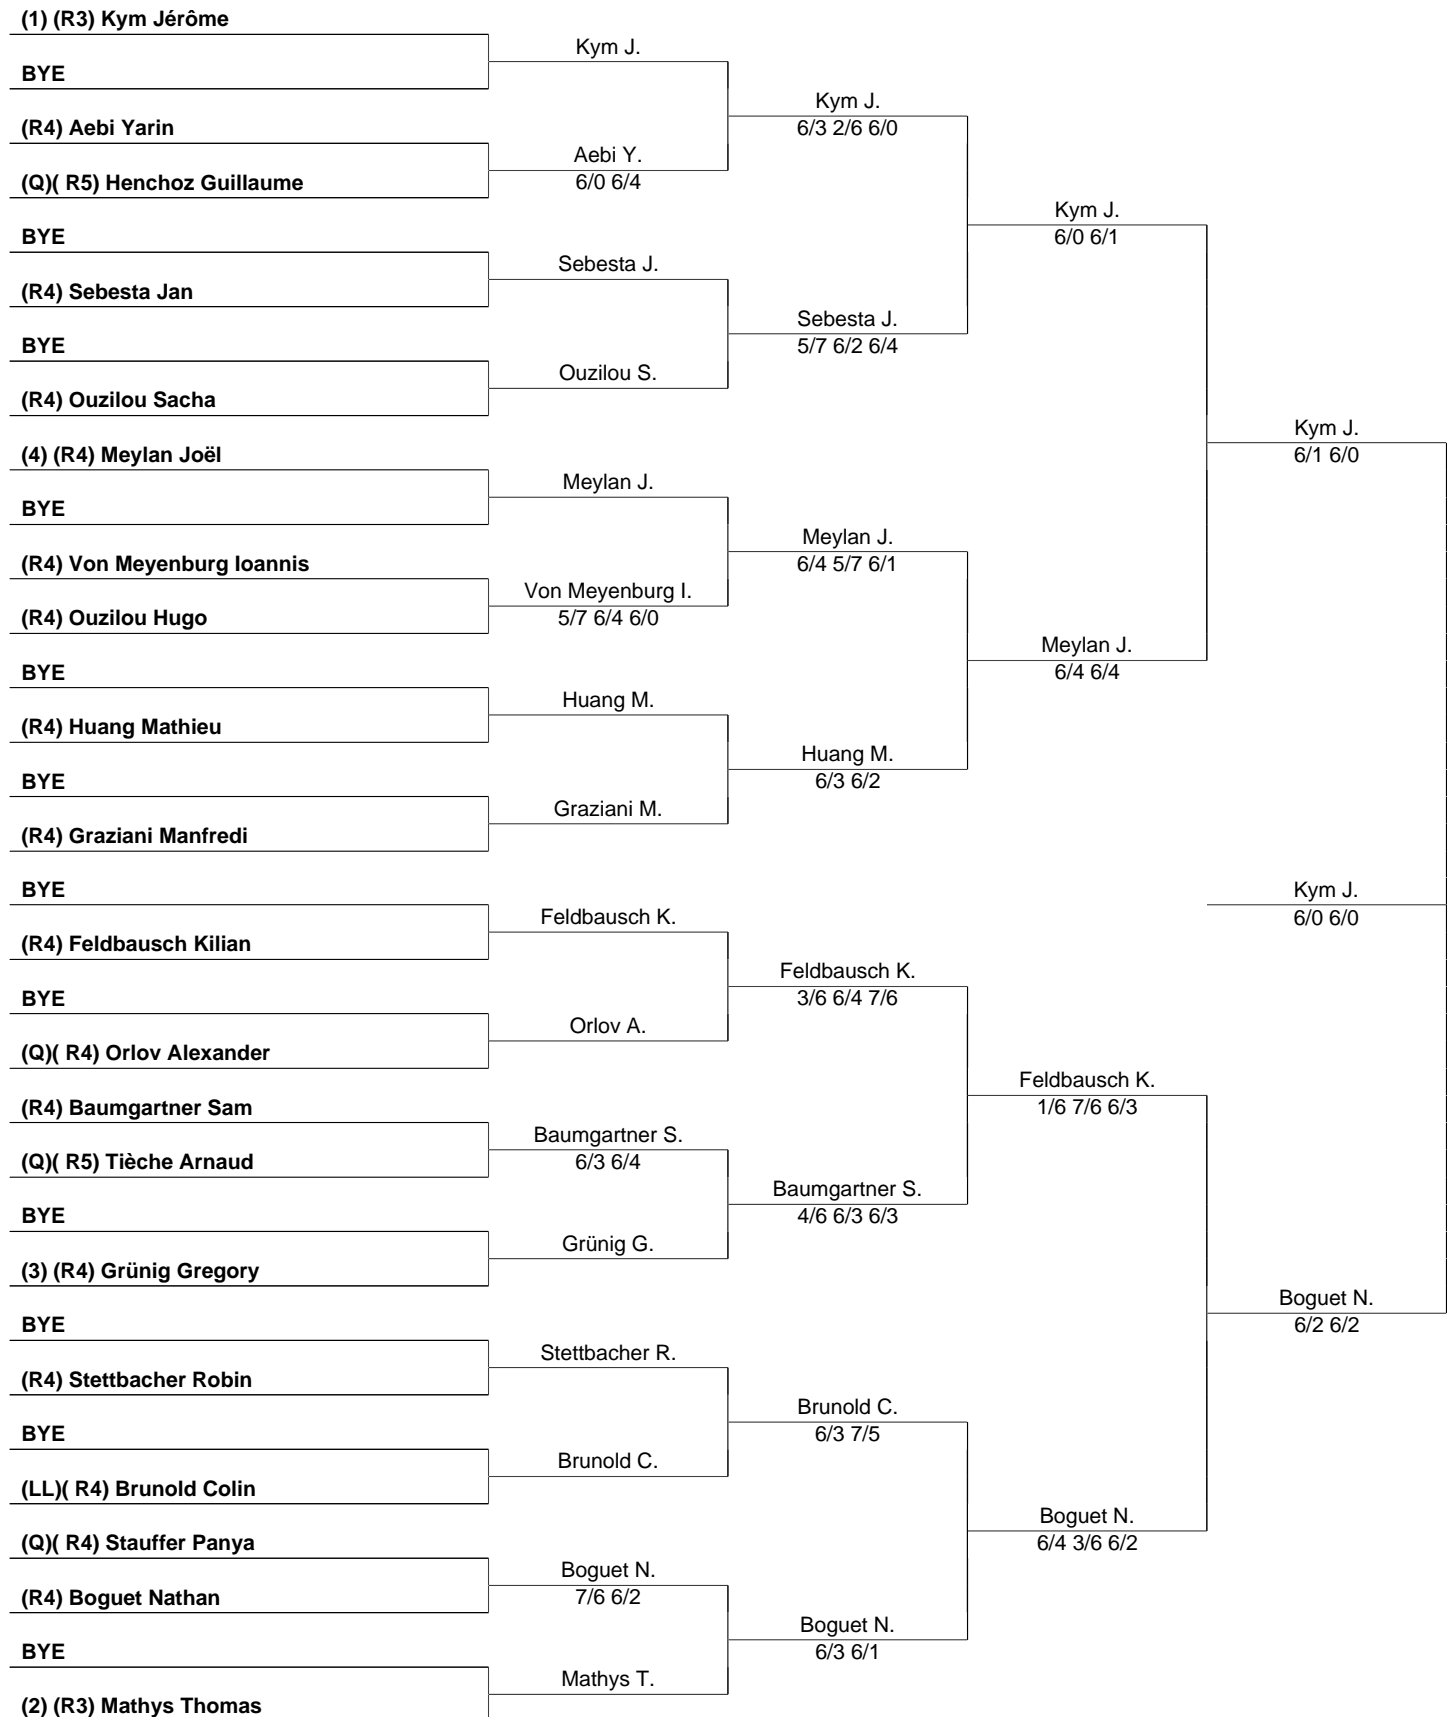 (1) (R3) Kym Jérôme
BYE
(R4) Aebi Yarin
(Q)( R5) Henchoz Guillaume
BYE
(R4) Sebesta Jan
BYE
(R4) Ouzilou Sacha
(4) (R4) Meylan Joël
BYE
(R4) Von Meyenburg Ioannis
(R4) Ouzilou Hugo
BYE
(R4) Huang Mathieu
BYE
(R4) Graziani Manfredi
BYE
(R4) Feldbausch Kilian
BYE
(Q)( R4) Orlov Alexander
(R4) Baumgartner Sam
(Q)( R5) Tièche Arnaud
BYE
(3) (R4) Grünig Gregory
BYE
(R4) Stettbacher Robin
BYE
(LL)( R4) Brunold Colin
(Q)( R4) Stauffer Panya
(R4) Boguet Nathan
BYE
(2) (R3) Mathys Thomas
Kym J.
Aebi Y.
6/0 6/4
Sebesta J.
Ouzilou S.
Meylan J.
Von Meyenburg I.
5/7 6/4 6/0
Huang M.
Graziani M.
Feldbausch K.
Orlov A.
Baumgartner S.
6/3 6/4
Grünig G.
Stettbacher R.
Brunold C.
Boguet N.
7/6 6/2
Mathys T.
Kym J.
6/3 2/6 6/0
Sebesta J.
5/7 6/2 6/4
Meylan J.
6/4 5/7 6/1
Huang M.
6/3 6/2
Feldbausch K.
3/6 6/4 7/6
Baumgartner S.
4/6 6/3 6/3
Brunold C.
6/3 7/5
Boguet N.
6/3 6/1
Kym J.
6/0 6/1
Meylan J.
6/4 6/4
Feldbausch K.
1/6 7/6 6/3
Boguet N.
6/4 3/6 6/2
Kym J.
6/1 6/0
Kym J.
6/0 6/0
Boguet N.
6/2 6/2